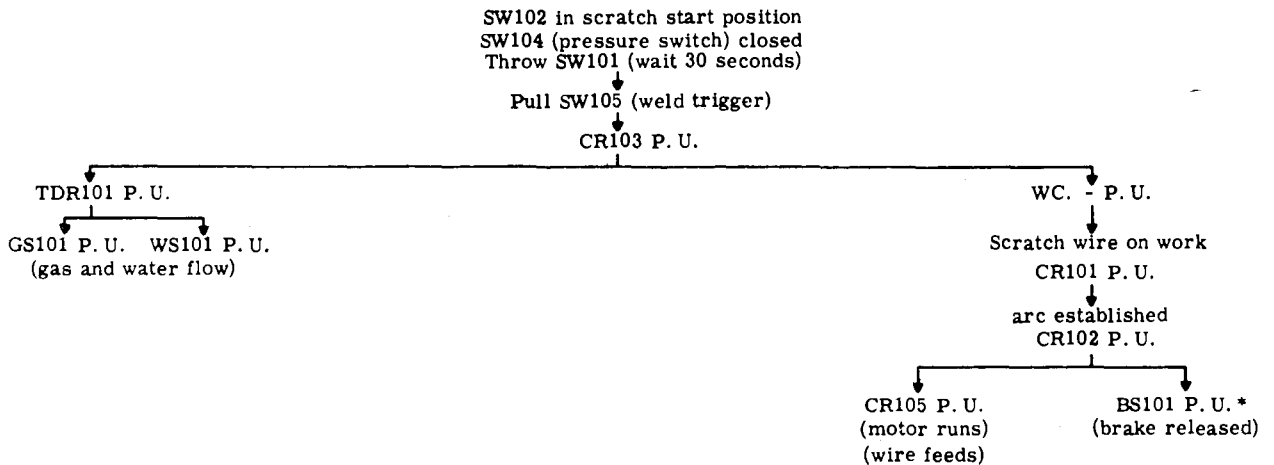 SW102 in scratch start position
SW104 (pressure switch) closed
Throw SW101 (wait 30 seconds)
Pull SW105 (weld trigger)
CR103 P. U.
TDR101 P. U.
WC. - P. U.
GS101 P. U. WS101 P. U.
(gas and water flow)
Scratch wire on work
CR101 P. U.
arc established
CR102 P. U.
CR105 P. U.
(motor runs)
(wire feeds)
BS101 P. U. *
(brake released)